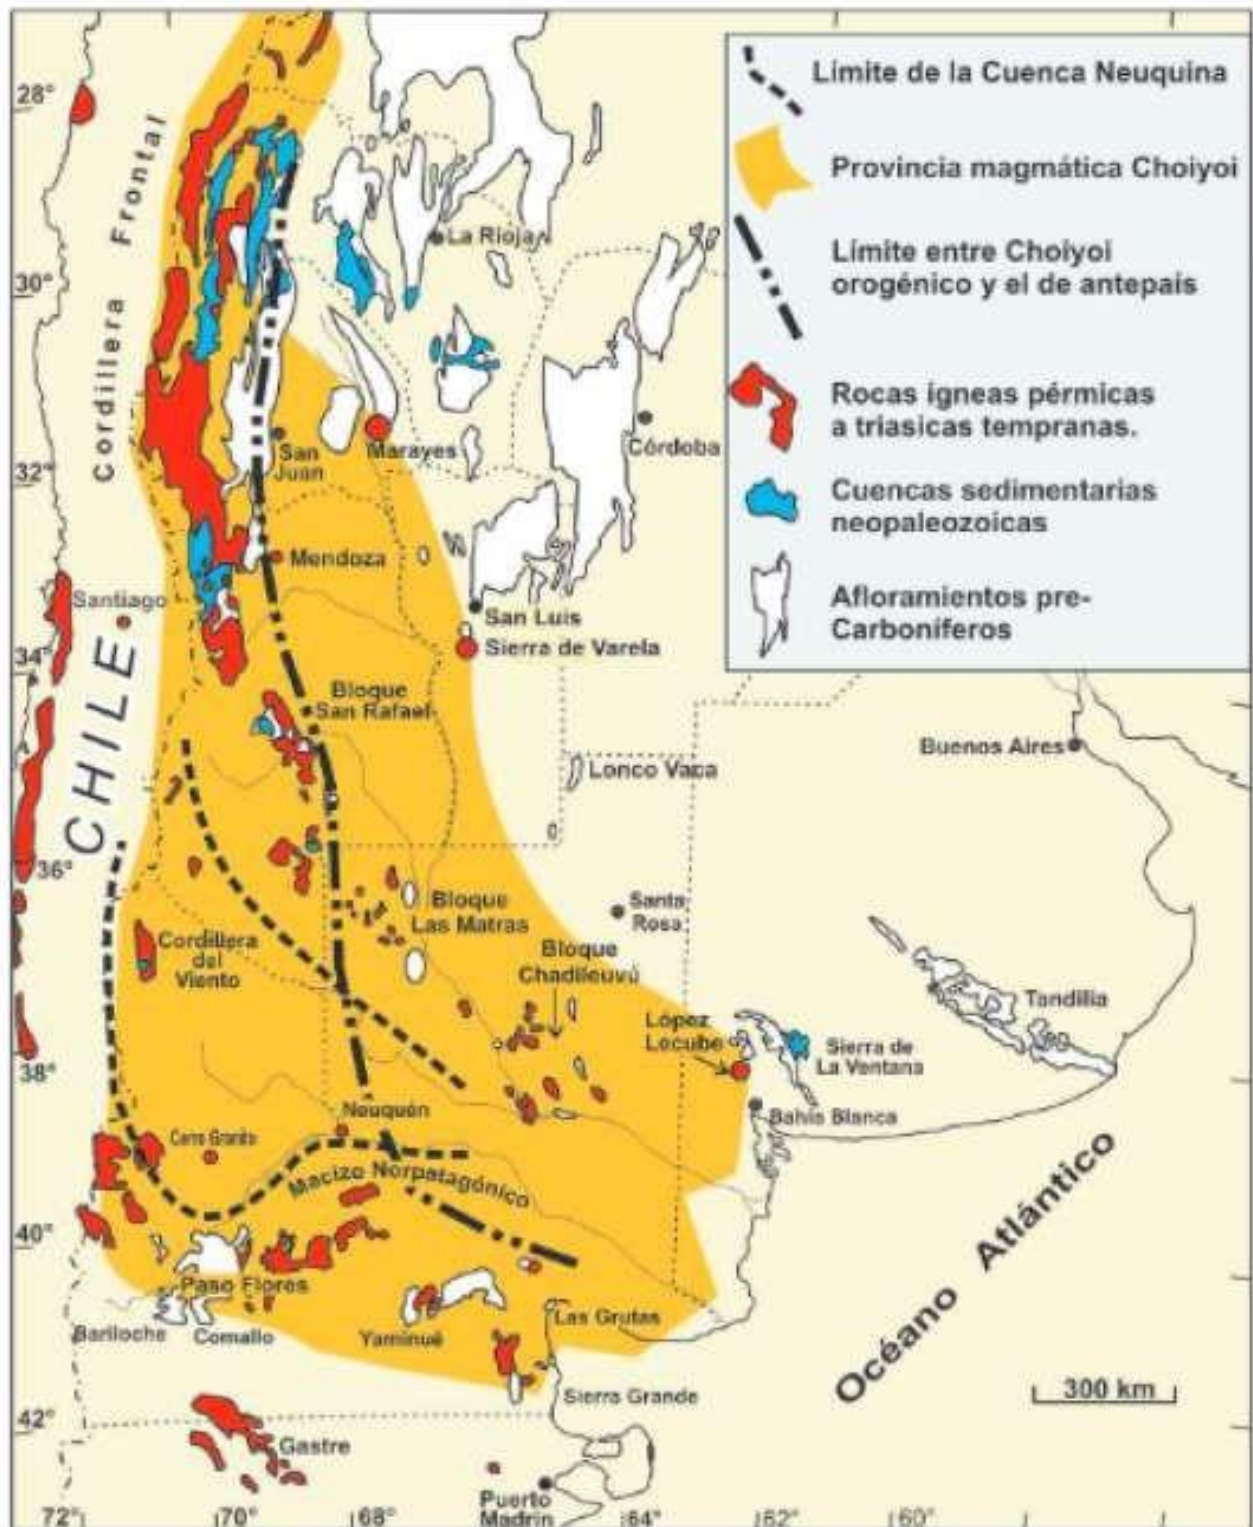 Límite de la Cuenca Neuquina
Provincia magmática Choiyoi
Límite entre Choiyoi
orogénico y el de antepaís
Rocas ígneas pérmicas
a triasicas tempranas.
Cuencas sedimentarias
neopaleozoicas
Afloramientos pre-
Carboníferos
28°
30°
32°
34°
36°
38°
40°
42°
Cordillera Frontal
La Rioja
Córdoba
San
Juan
Marayes
Mendoza
San Luis
Sierra de Varela
Santiago
CHILE
Bloque
San Rafael
Buenos Aires
Lonco Vaca
Santa
Rosa
Bloque
Las Matras
Bloque
Chadileuvú
Cordillera
del
Viento
López
Lecube
Tandilia
Sierra de
La Ventana
Bahía Blanca
Neuquén
Cerro Granito
Macizo Norpatagónico
Océano Atlántico
Paso Flores
Bariloche
Comallo
Yaminué
Las Grutas
Sierra Grande
300 km
Gastre
Puerto
Madrin
72°
70°
68°
64°
62°
60°